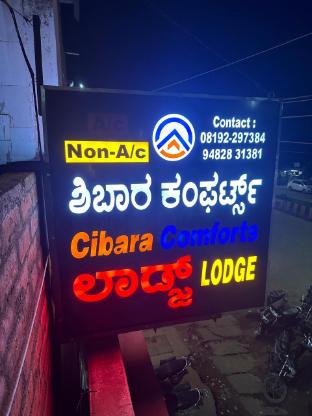 A/c
Non-A/c
Contact :
08192-297384
94828 31381
ಶಿಬಾರ ಕಂಫರ್ಟ್ಸ್
Cibara Comforts
ಲಾಡ್ಜ್ LODGE